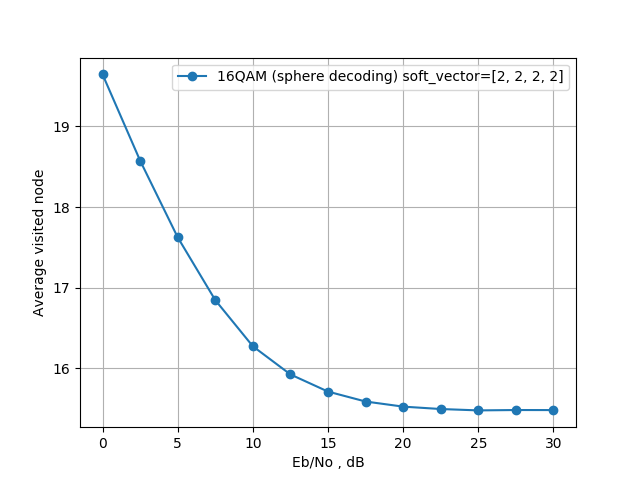 16QAM (sphere decoding) soft_vector=[2, 2, 2, 2]
Average visited node
19
18
17
16
0 5 10 15 20 25 30
Eb/No , dB